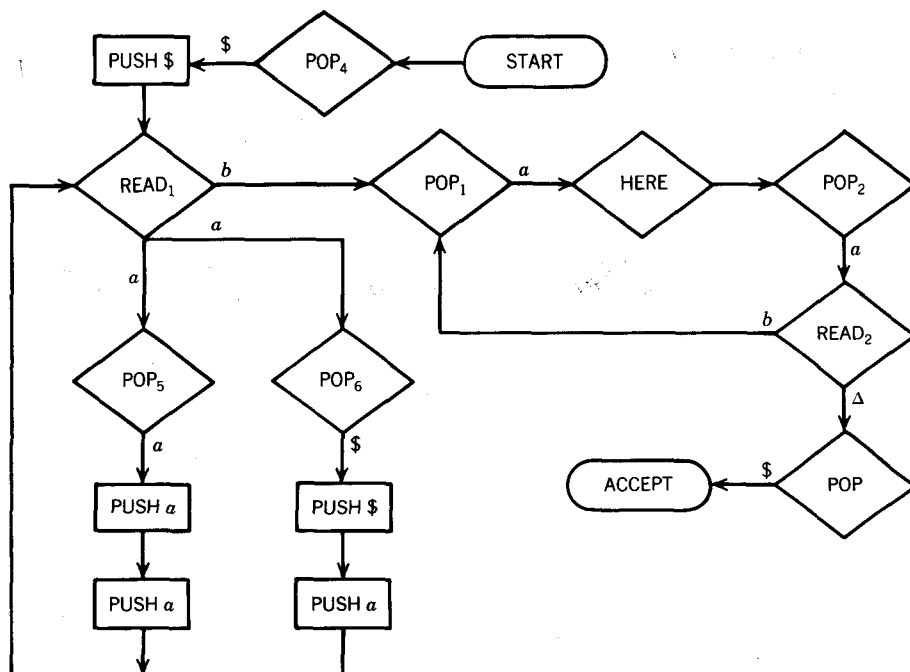 $
PUSH $ POP₄ START
READ₁ b POP₁ a HERE POP₂
a
a a
b READ₂
POP₅ POP₆ Δ
a $
$
PUSH a PUSH $ ACCEPT POP
PUSH a PUSH a